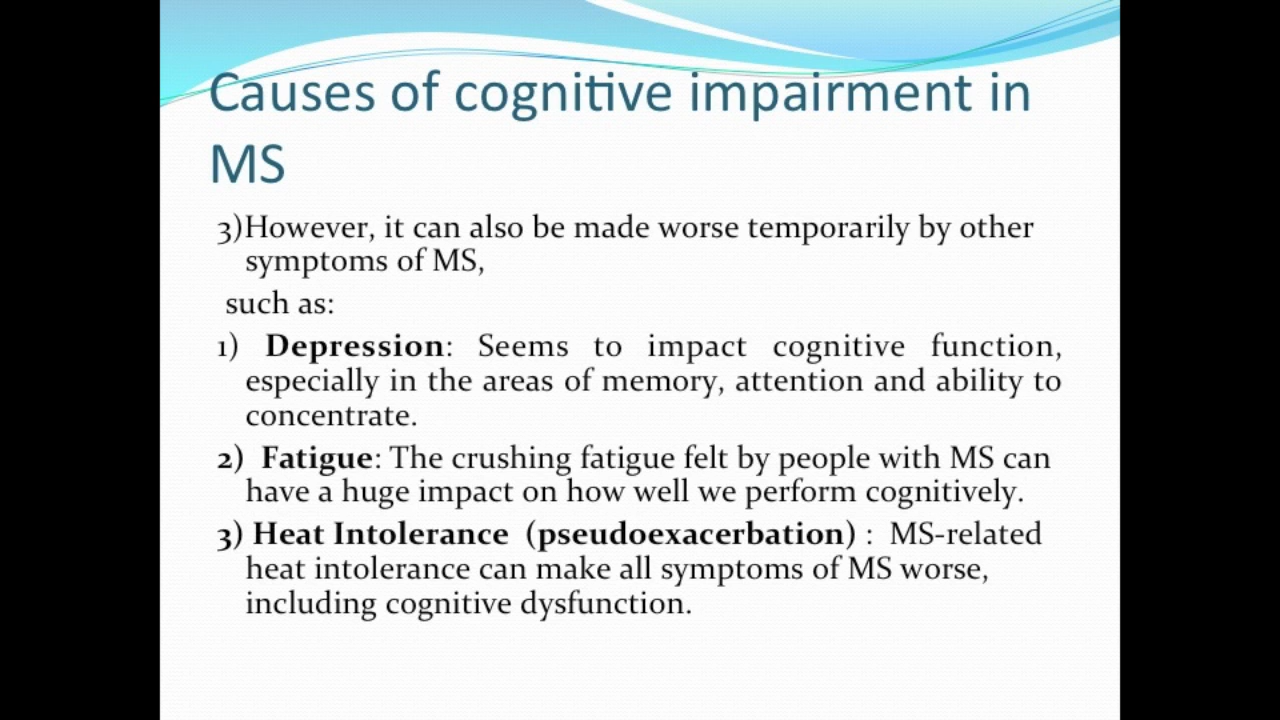 Causes of cognitive impairment in
MS
3)However, it can also be made worse temporarily by other
symptoms of MS,
such as:
1) Depression: Seems to impact cognitive function,
especially in the areas of memory, attention and ability to
concentrate.
2) Fatigue: The crushing fatigue felt by people with MS can
have a huge impact on how well we perform cognitively.
3) Heat Intolerance (pseudoexacerbation) : MS-related
heat intolerance can make all symptoms of MS worse,
including cognitive dysfunction.